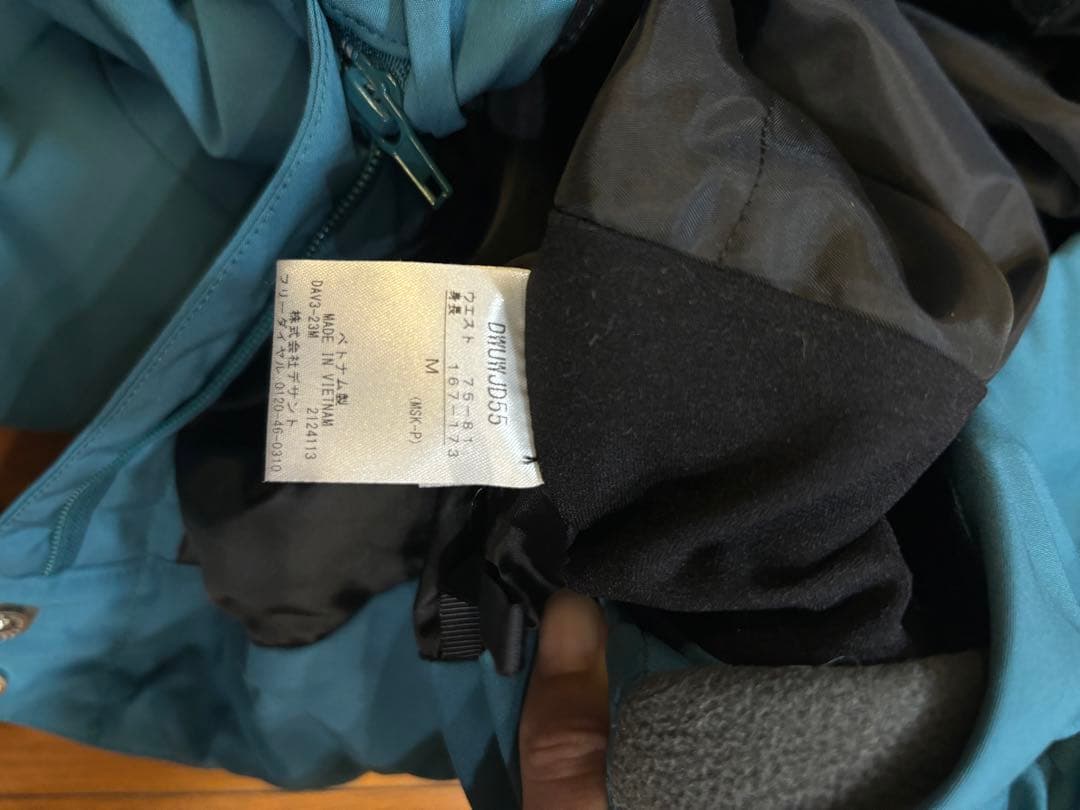 DWUWJD55
ウエスト 75-81
身長 167-173
M
(MSK-P)
ベトナム製
MADE IN VIETNAM
DAV3-23M 2124113
株式会社デサント
フリーダイヤル 0120-46-0310